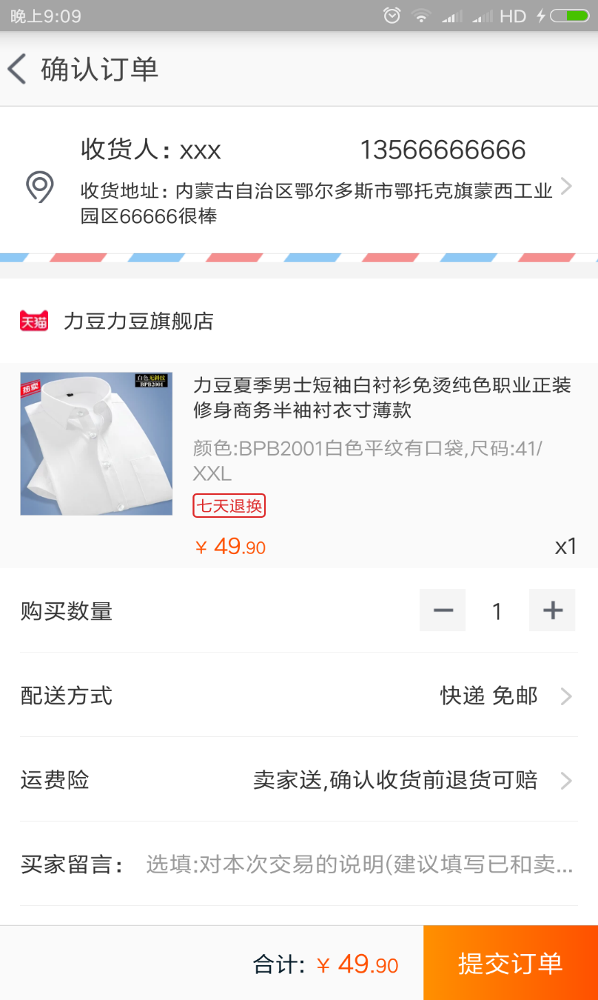 晚上9:09 HD
确认订单
收货人：xxx 13566666666
收货地址：内蒙古自治区鄂尔多斯市鄂托克旗蒙西工业
园区66666很棒
天猫 力豆力豆旗舰店
热卖
白色无斜纹
BPB2001
力豆夏季男士短袖白衬衫免烫纯色职业正装
修身商务半袖衬衣寸薄款
颜色:BPB2001白色平纹有口袋,尺码:41/
XXL
七天退换
￥49.90 x1
购买数量 1
配送方式 快递 免邮
运费险 卖家送,确认收货前退货可赔
买家留言： 选填:对本次交易的说明(建议填写已和卖...
合计: ￥49.90 提交订单